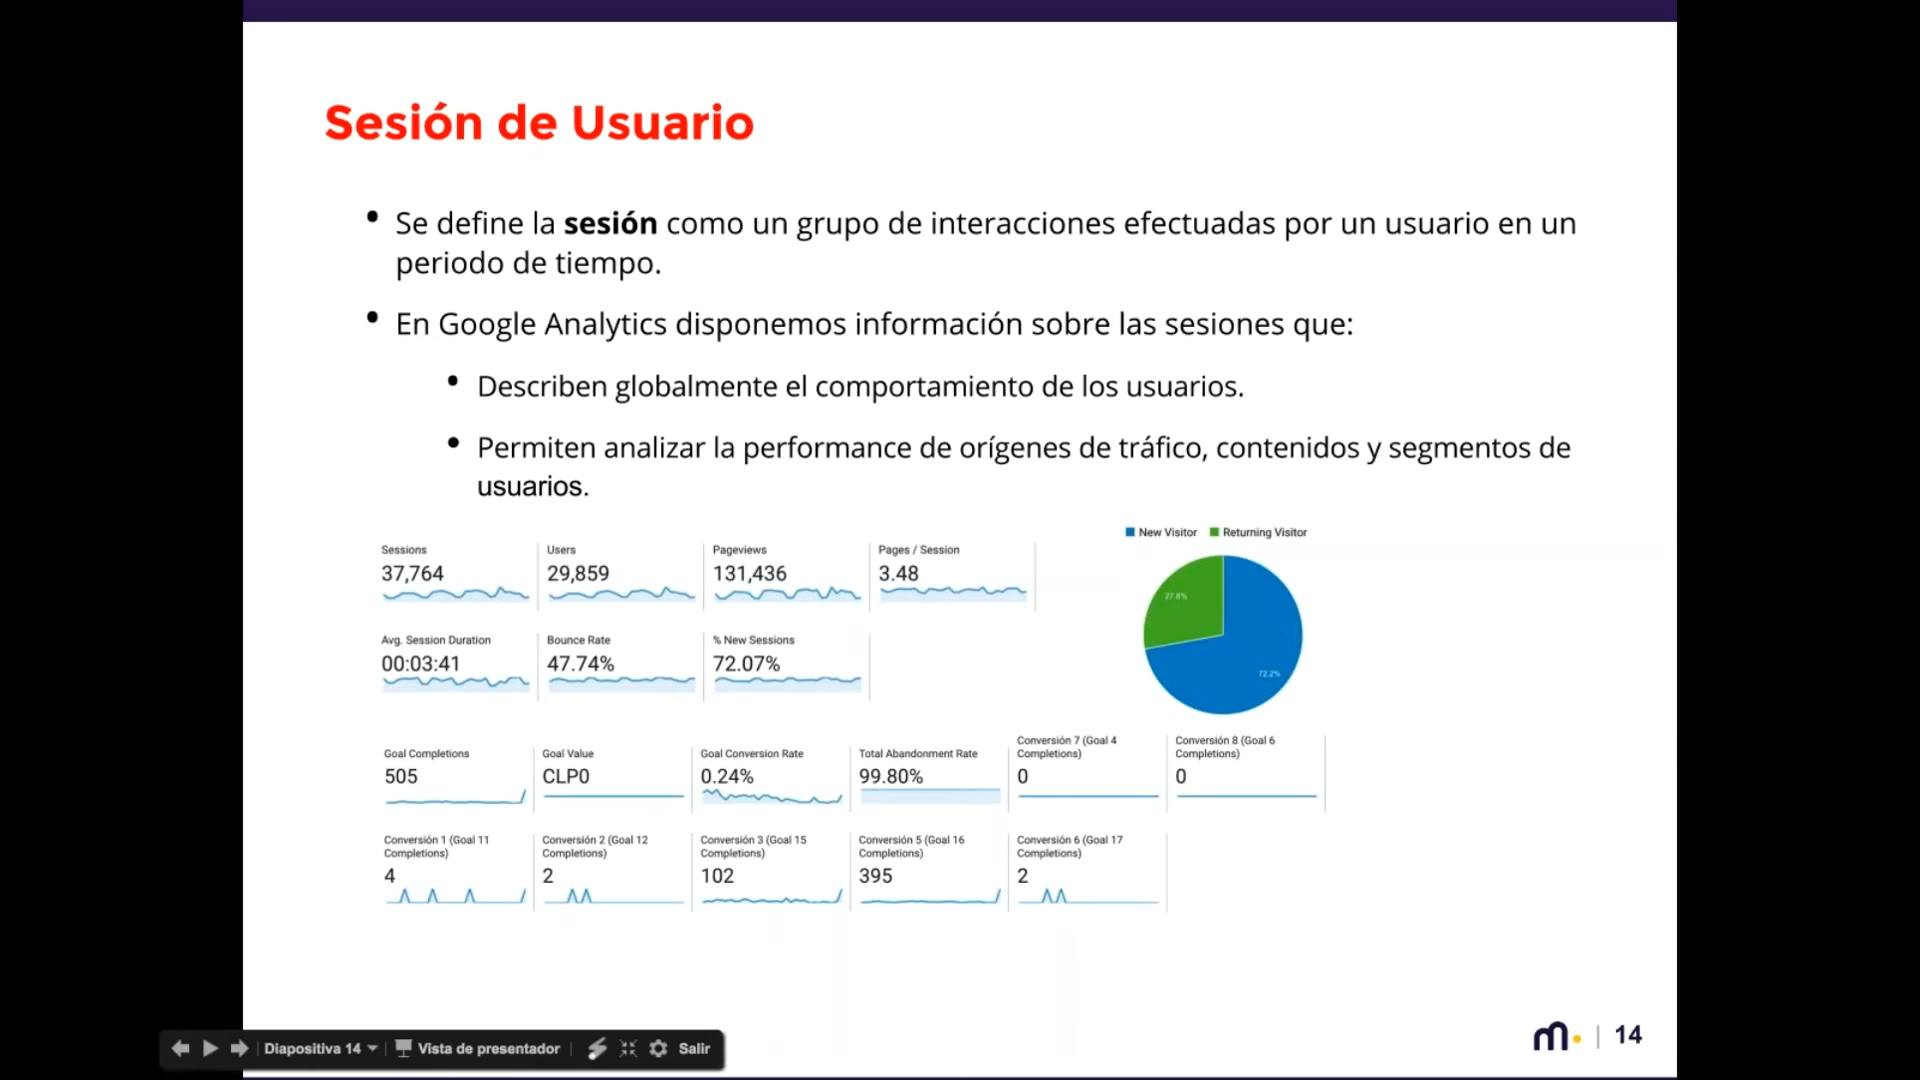 Sesión de Usuario
• Se define la sesión como un grupo de interacciones efectuadas por un usuario en un
periodo de tiempo.
• En Google Analytics disponemos información sobre las sesiones que:
• Describen globalmente el comportamiento de los usuarios.
• Permiten analizar la performance de orígenes de tráfico, contenidos y segmentos de
usuarios.
New Visitor Returning Visitor
Sessions Users Pageviews Pages / Session
37,764 29,859 131,436 3.48
27.8%
Avg. Session Duration Bounce Rate % New Sessions
00:03:41 47.74% 72.07%
72.2%
Goal Completions
505
Goal Value
CLP0
Goal Conversion Rate
0.24%
Total Abandonment Rate
99.80%
Conversión 7 (Goal 4
Completions)
0
Conversión 8 (Goal 6
Completions)
0
Conversión 1 (Goal 11
Completions)
4
Conversión 2 (Goal 12
Completions)
2
Conversión 3 (Goal 15
Completions)
102
Conversión 5 (Goal 16
Completions)
395
Conversión 6 (Goal 17
Completions)
2
m. | 14
Diapositiva 14 Vista de presentador Salir